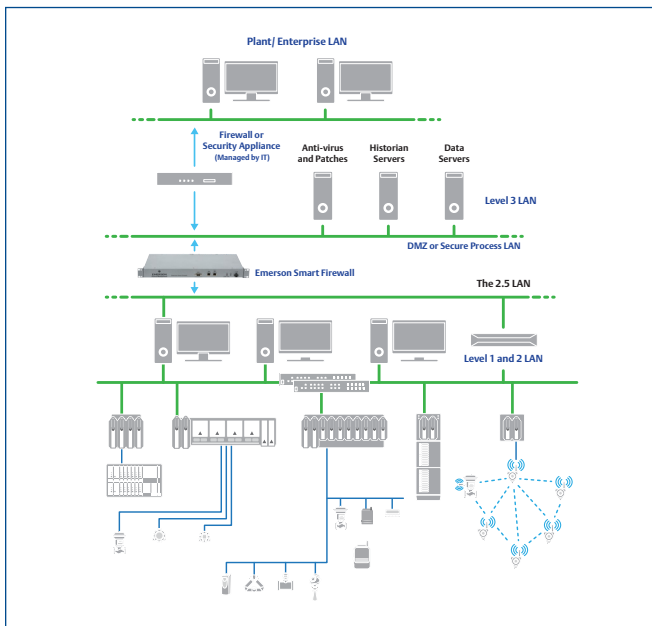 Plant/ Enterprise LAN
Firewall or
Security Appliance
(Managed by IT)
Anti-virus
and Patches
Historian
Servers
Data
Servers
Level 3 LAN
DMZ or Secure Process LAN
Emerson Smart Firewall
The 2.5 LAN
Level 1 and 2 LAN